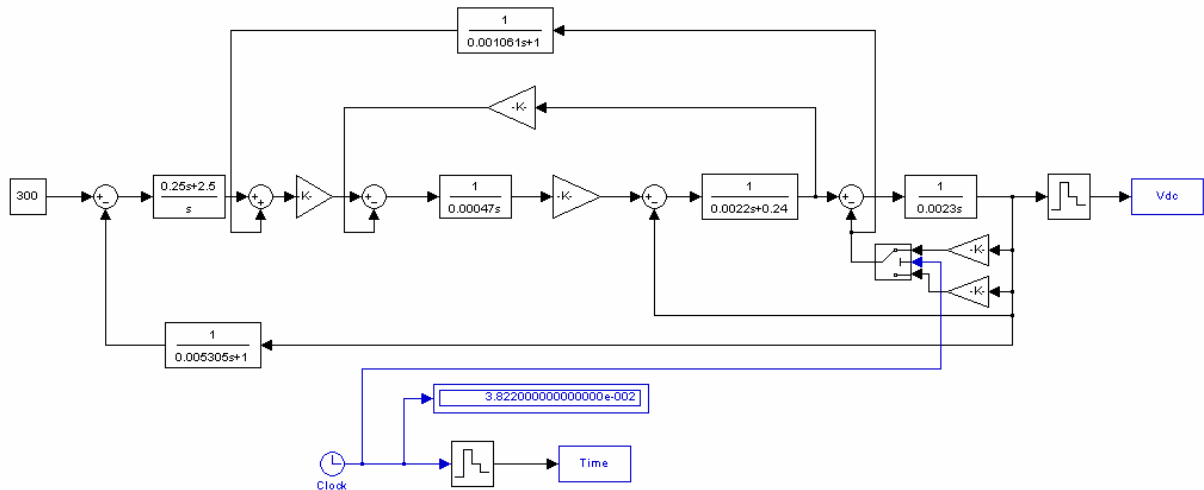 1
0.001061s+1
-K-
300
+
-
0.25s+2.5
s
+
+
K-
+
-
1
0.00047s
-K-
+
-
1
0.0022s+0.24
+
-
1
0.0023s
Vdc
-K-
-K-
1
0.005305s+1
3.822000000000000e-002
Clock
Time